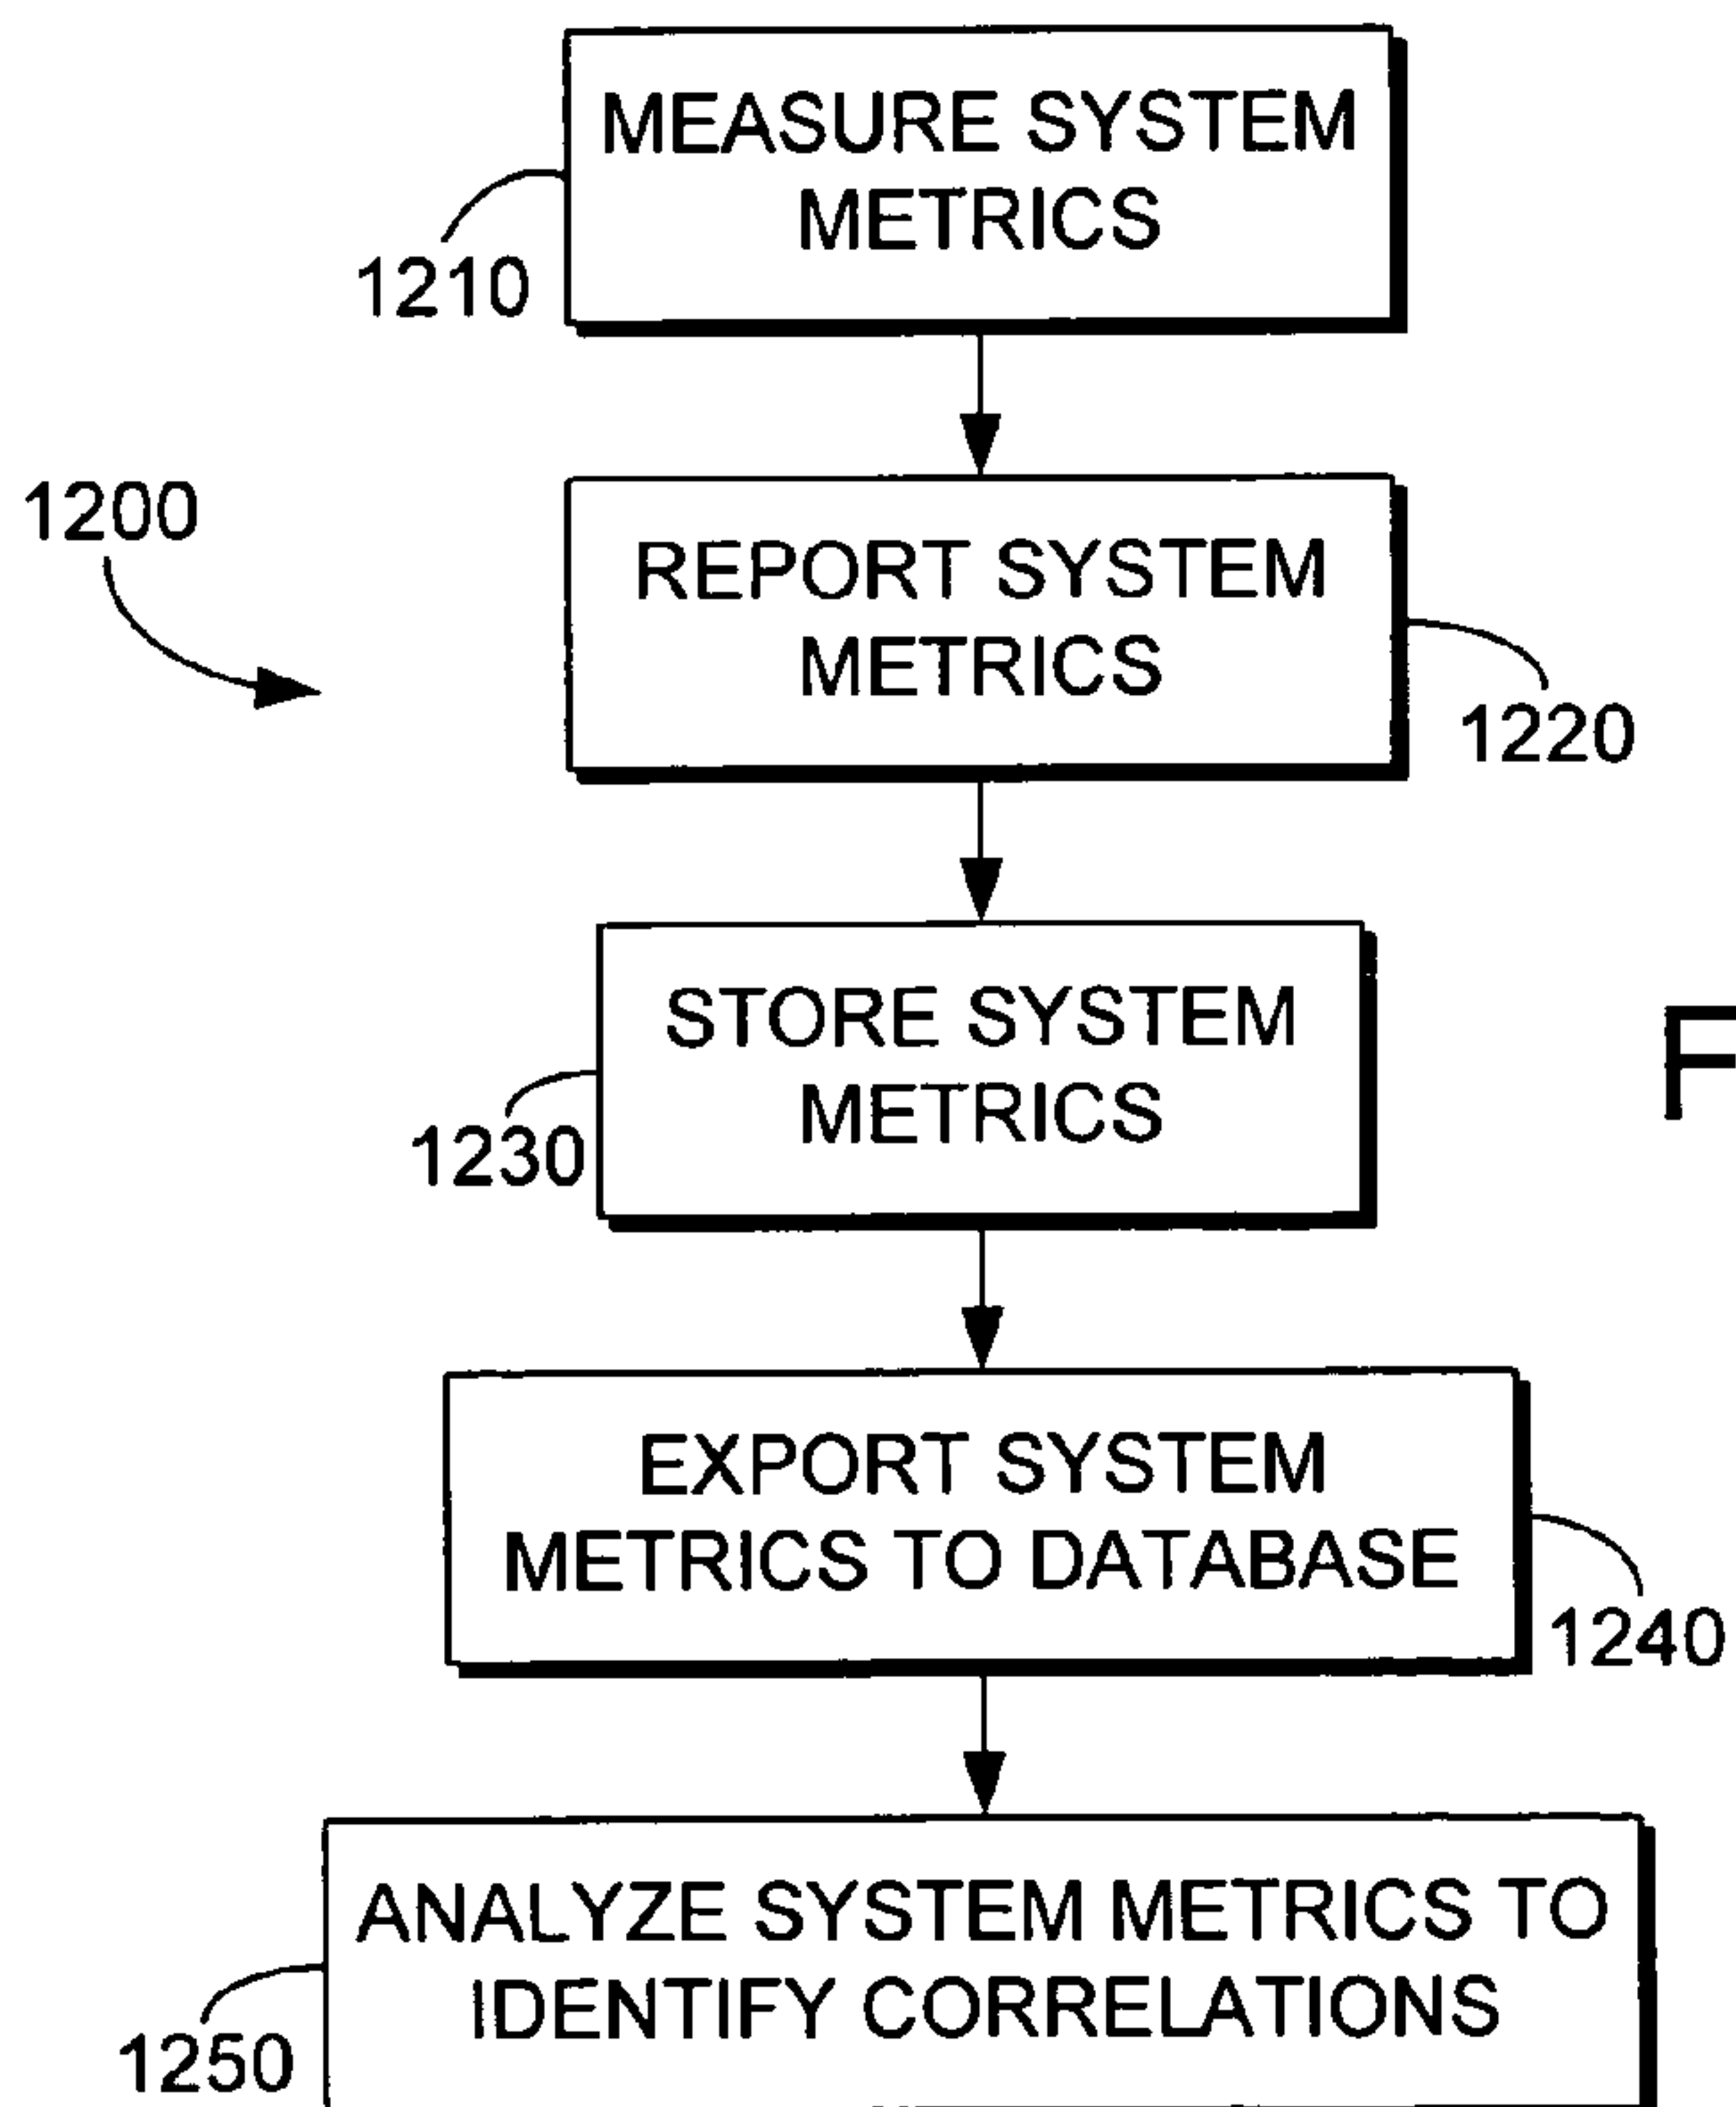 MEASURE SYSTEM
METRICS
1210
1200
REPORT SYSTEM
METRICS
1220
STORE SYSTEM
METRICS
F
1230
EXPORT SYSTEM
METRICS TO DATABASE
1240
ANALYZE SYSTEM METRICS TO
IDENTIFY CORRELATIONS
1250